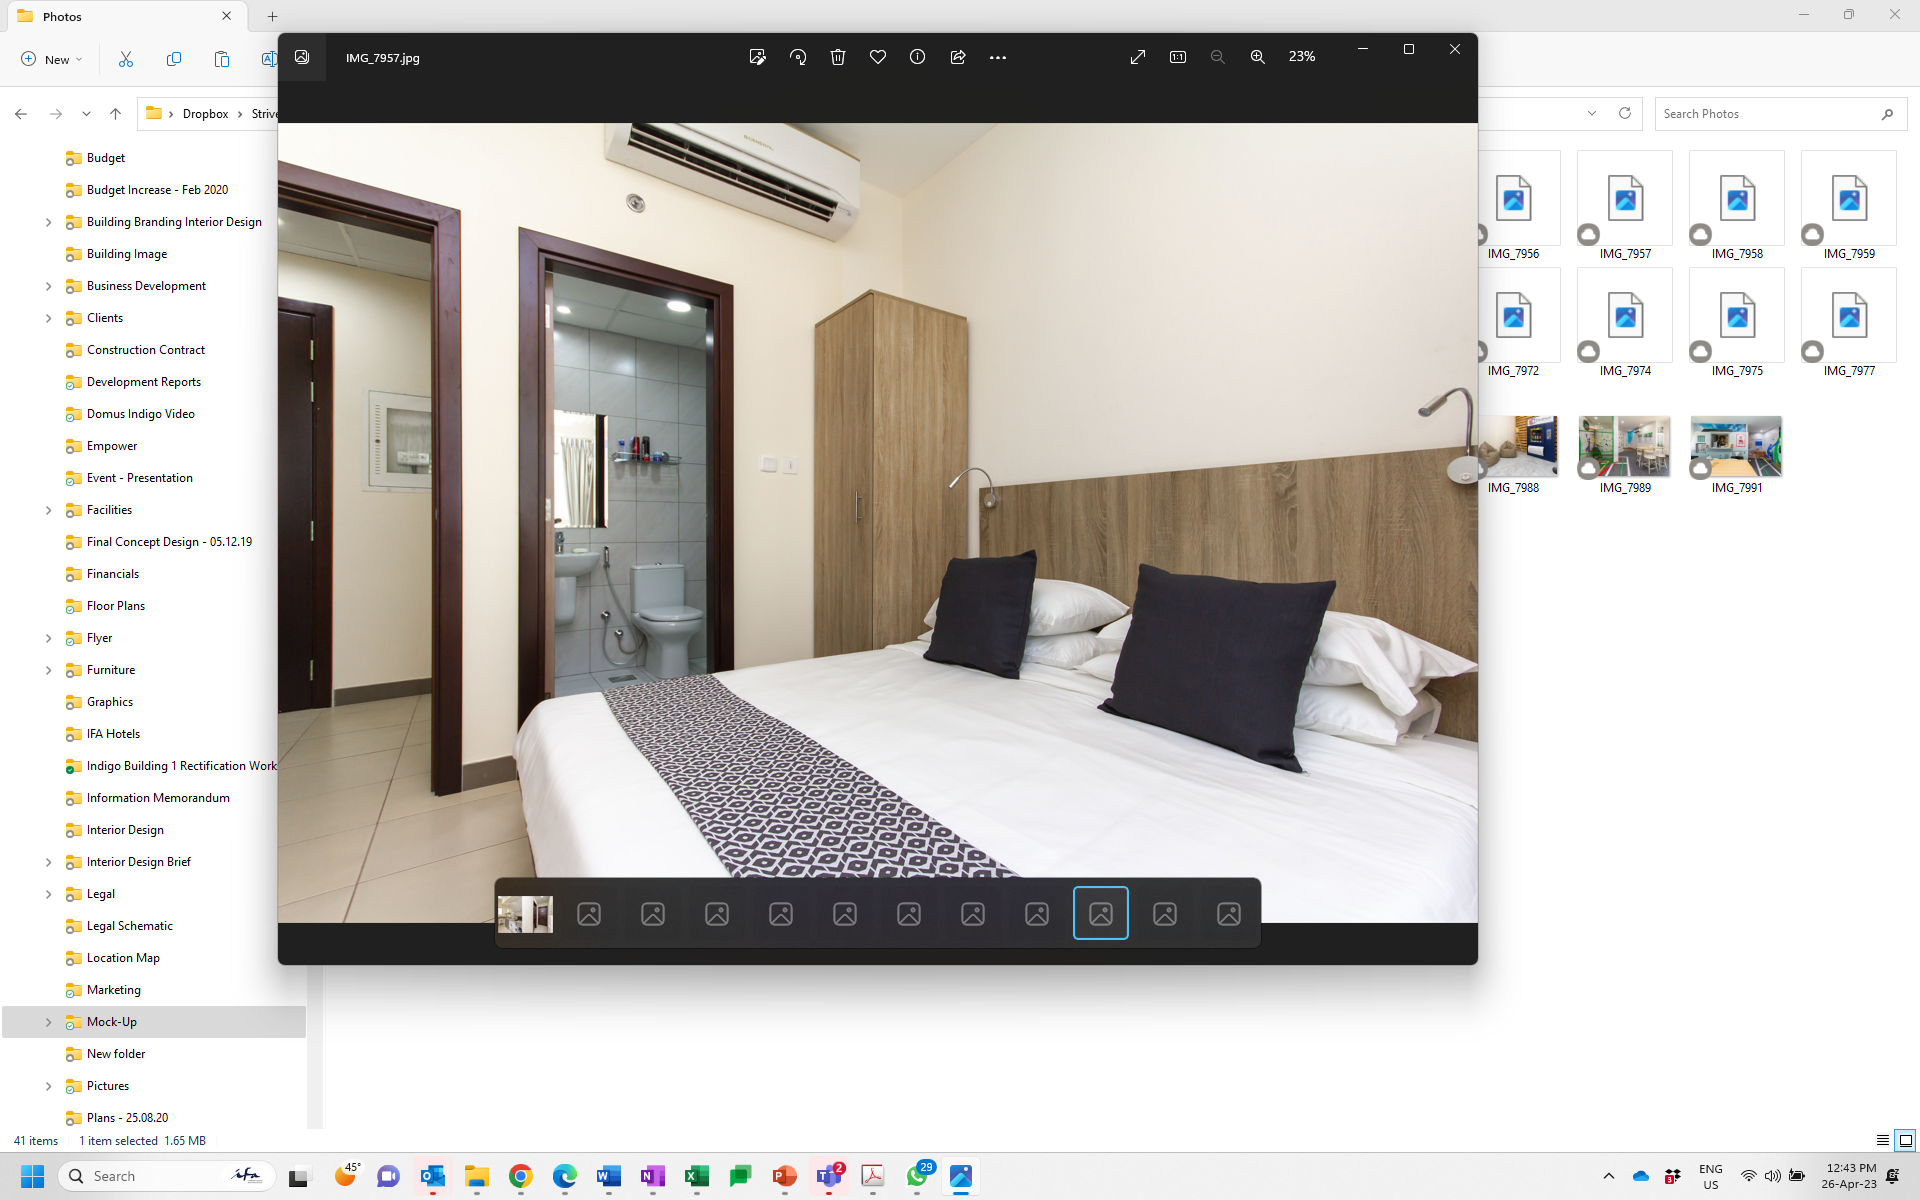 Photos
New
IMG_7957.jpg
23%
Dropbox
Strive
Search Photos
Budget
Budget Increase - Feb 2020
Building Branding Interior Design
Building Image
Business Development
Clients
Construction Contract
Development Reports
Domus Indigo Video
Empower
Event - Presentation
Facilities
Final Concept Design - 05.12.19
Financials
Floor Plans
Flyer
Furniture
Graphics
IFA Hotels
Indigo Building 1 Rectification Work
Information Memorandum
Interior Design
Interior Design Brief
Legal
Legal Schematic
Location Map
Marketing
Mock-Up
New folder
Pictures
Plans - 25.08.20
IMG_7956
IMG_7957
IMG_7958
IMG_7959
IMG_7972
IMG_7974
IMG_7975
IMG_7977
IMG_7988
IMG_7989
IMG_7991
41 items
1 item selected 1.65 MB
Search
45°
2
29
3
ENG
US
12:43 PM
26-Apr-23